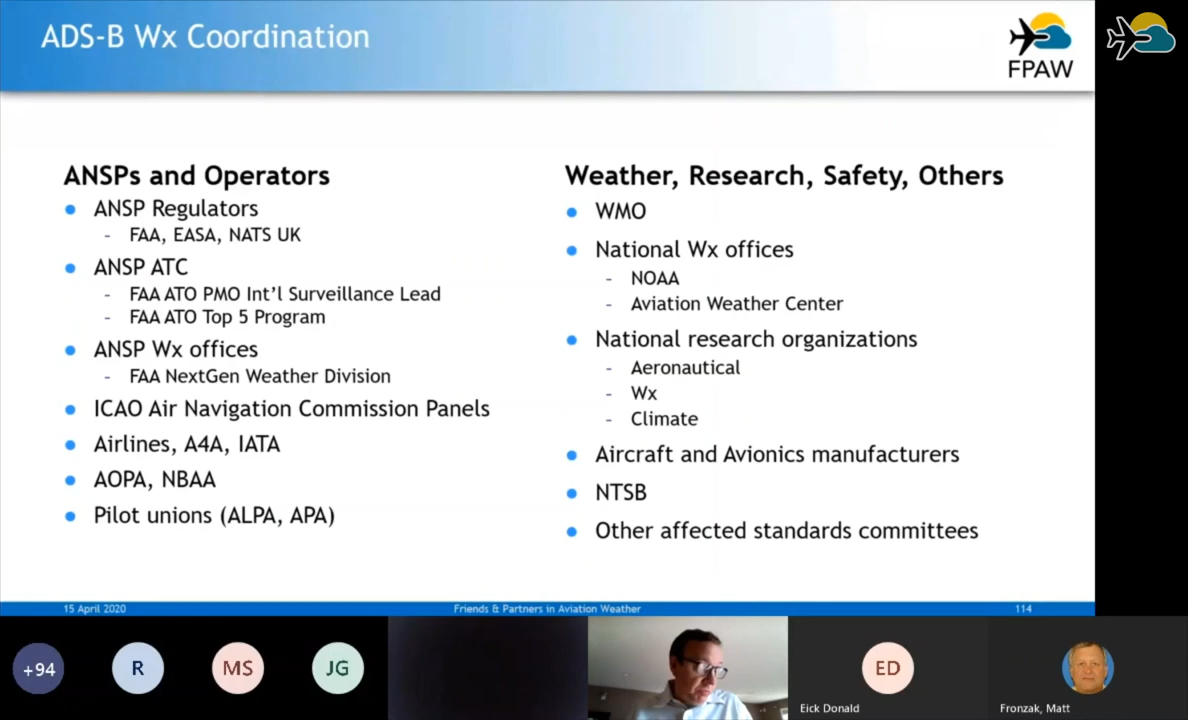 ADS-B Wx Coordination
FPAW
ANSPs and Operators
ANSP Regulators
- FAA, EASA, NATS UK
ANSP ATC
- FAA ATO PMO Int'l Surveillance Lead
- FAA ATO Top 5 Program
ANSP Wx offices
- FAA NextGen Weather Division
ICAO Air Navigation Commission Panels
Airlines, A4A, IATA
AOPA, NBAA
Pilot unions (ALPA, APA)
Weather, Research, Safety, Others
WMO
National Wx offices
- NOAA
- Aviation Weather Center
National research organizations
- Aeronautical
- Wx
- Climate
Aircraft and Avionics manufacturers
NTSB
Other affected standards committees
15 April 2020
Friends & Partners in Aviation Weather
114
+94
R
MS
JG
ED
Eick Donald
Fronzak, Matt